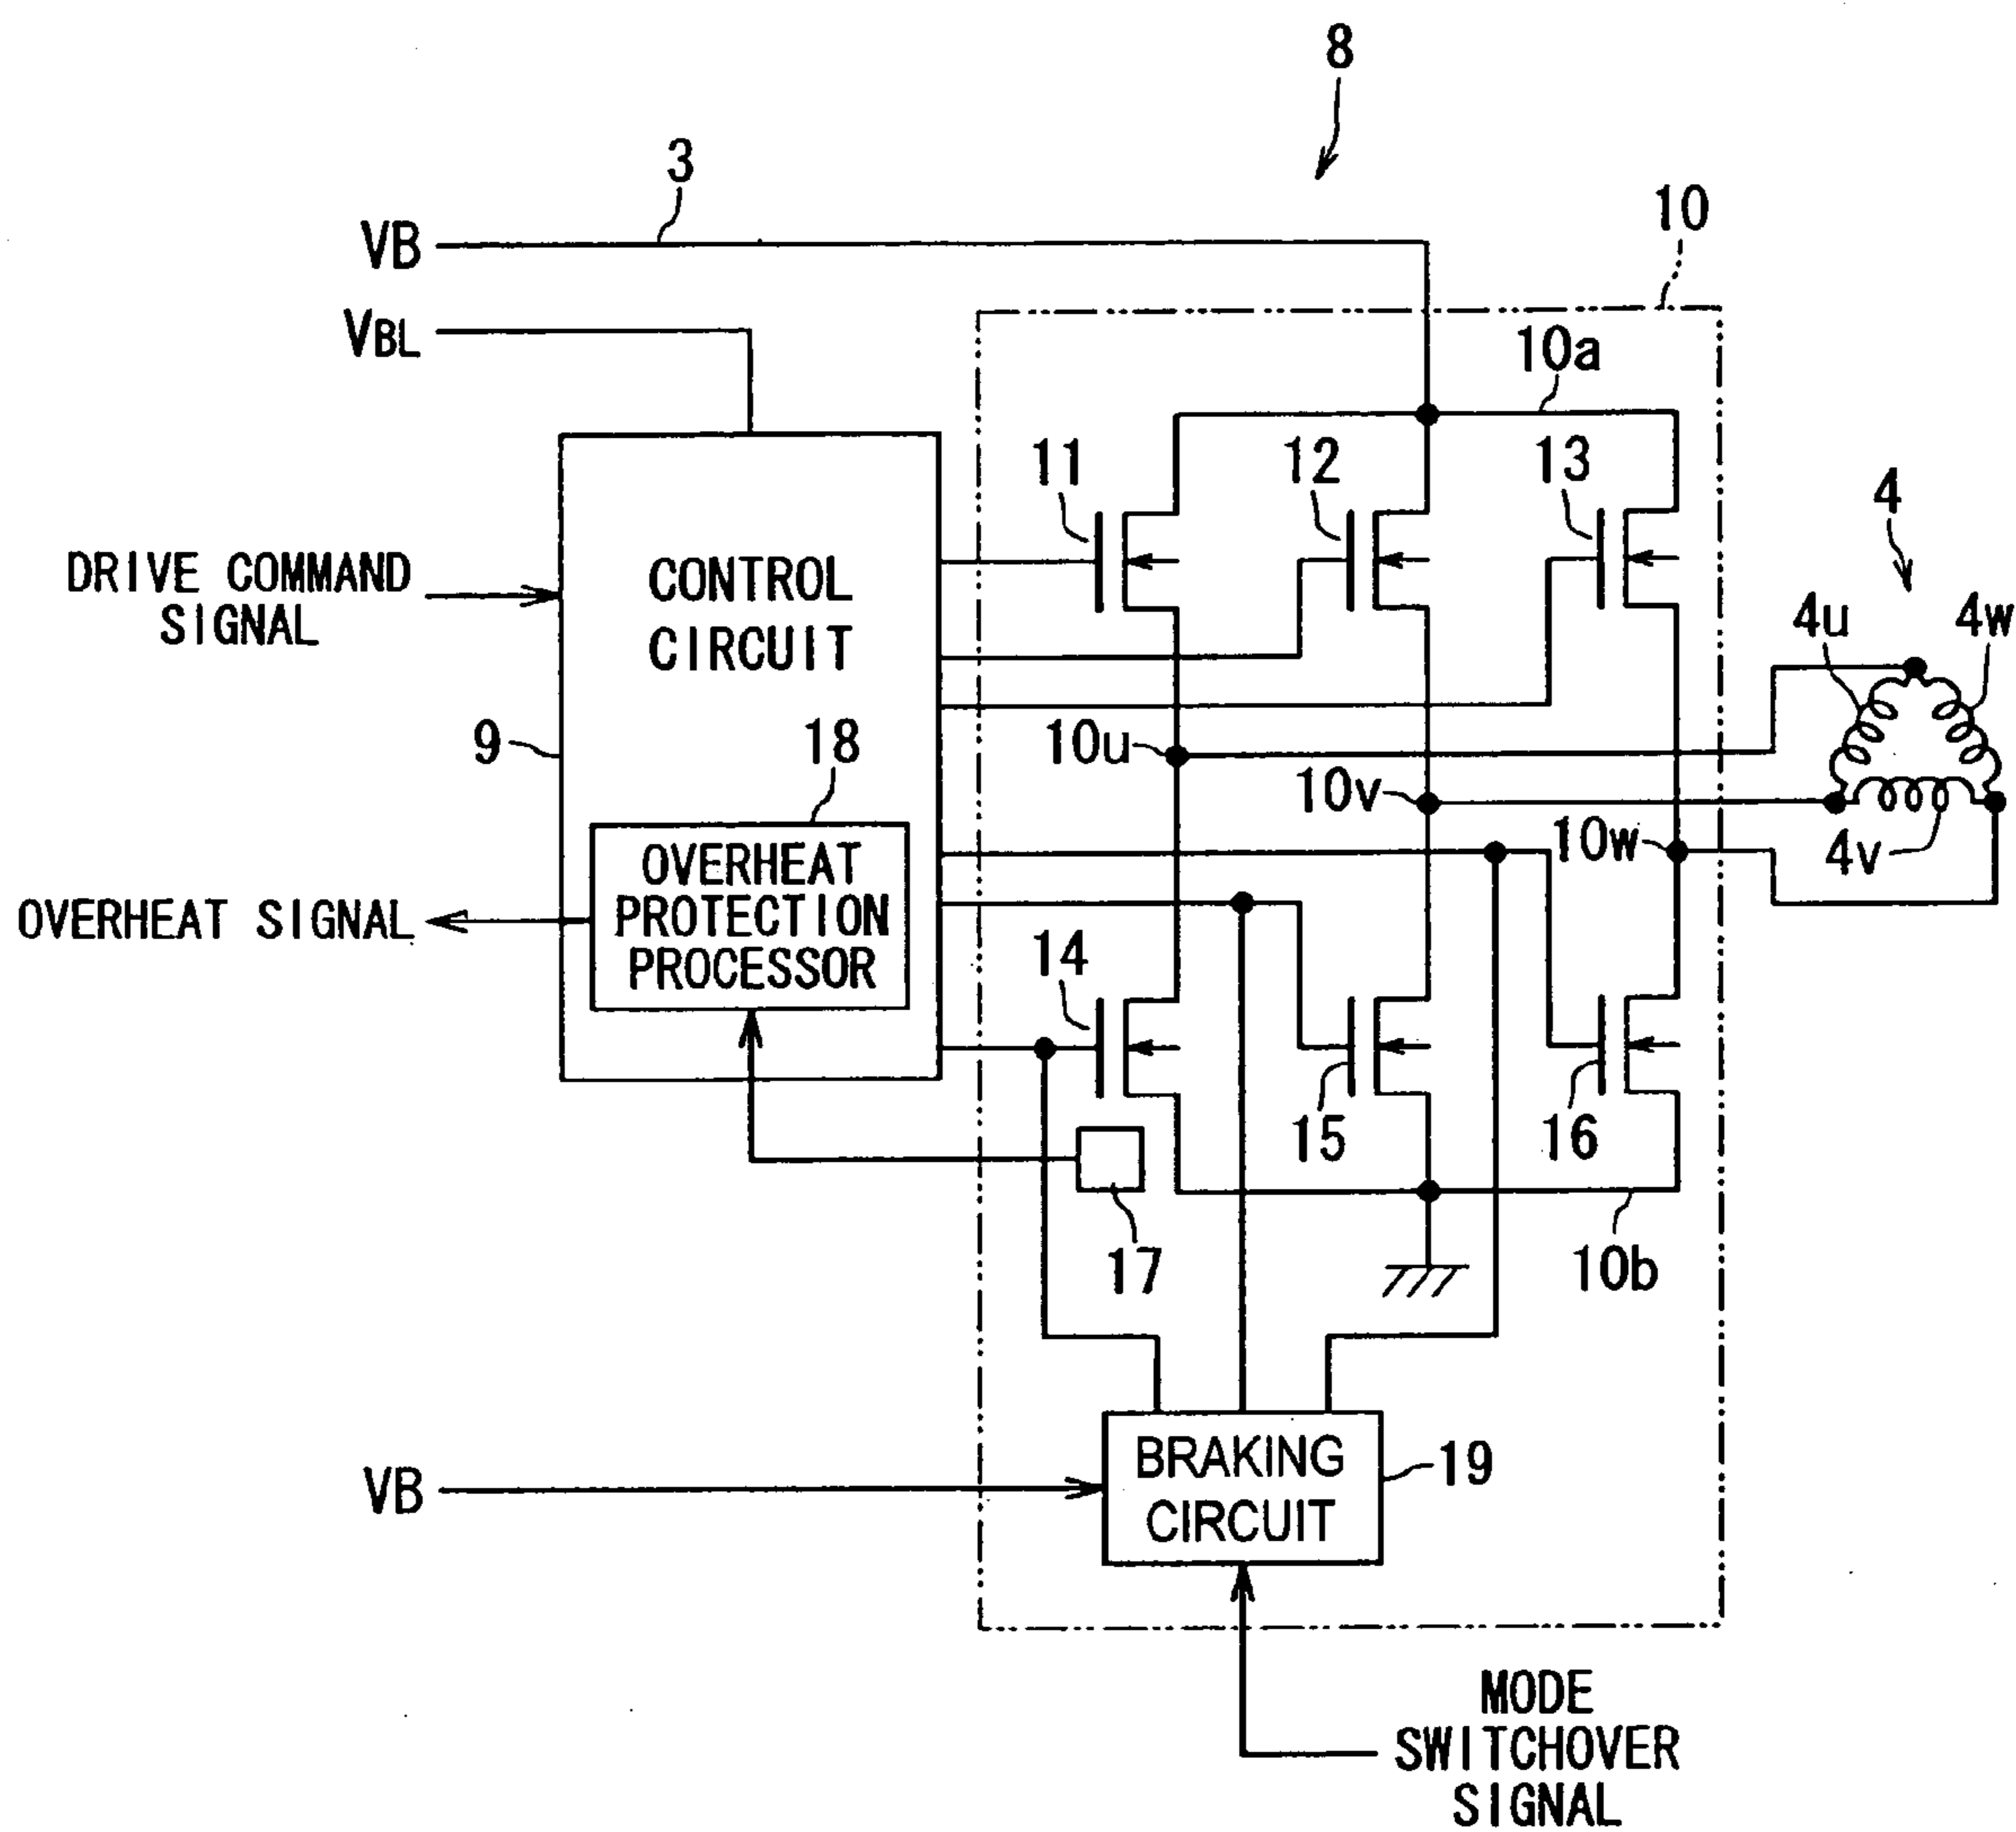 8
3
VB
10
VBL
10a
11
12
13
4
DRIVE COMMAND
SIGNAL
CONTROL
CIRCUIT
4u
4w
9
18
10u
10v
10w
4v
OVERHEAT
PROTECTION
PROCESSOR
OVERHEAT SIGNAL
14
15
16
17
10b
BRAKING
CIRCUIT
19
VB
MODE
SWITCHOVER
SIGNAL